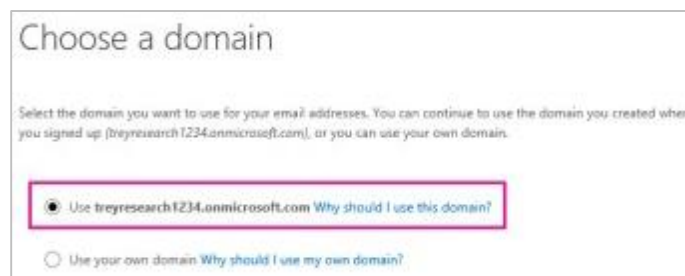 Choose a domain
Select the domain you want to use for your email addresses. You can continue to use the domain you created when
you signed up (treyresearch1234.onmicrosoft.com), or you can use your own domain.
Use treyresearch1234.onmicrosoft.com Why should I use this domain?
Use your own domain Why should I use my own domain?